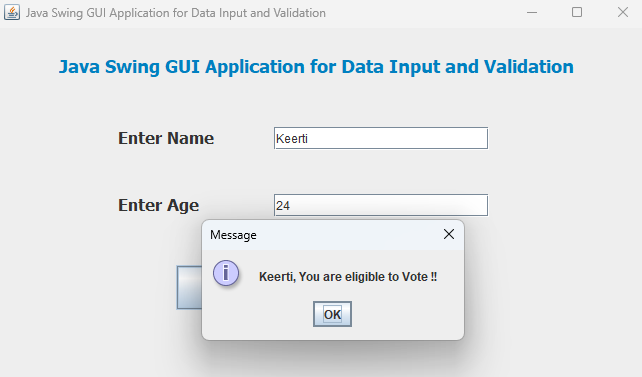 Java Swing GUI Application for Data Input and Validation
Java Swing GUI Application for Data Input and Validation
Enter Name
Keerti
Enter Age
24
Message
i
Keerti, You are eligible to Vote !!
OK